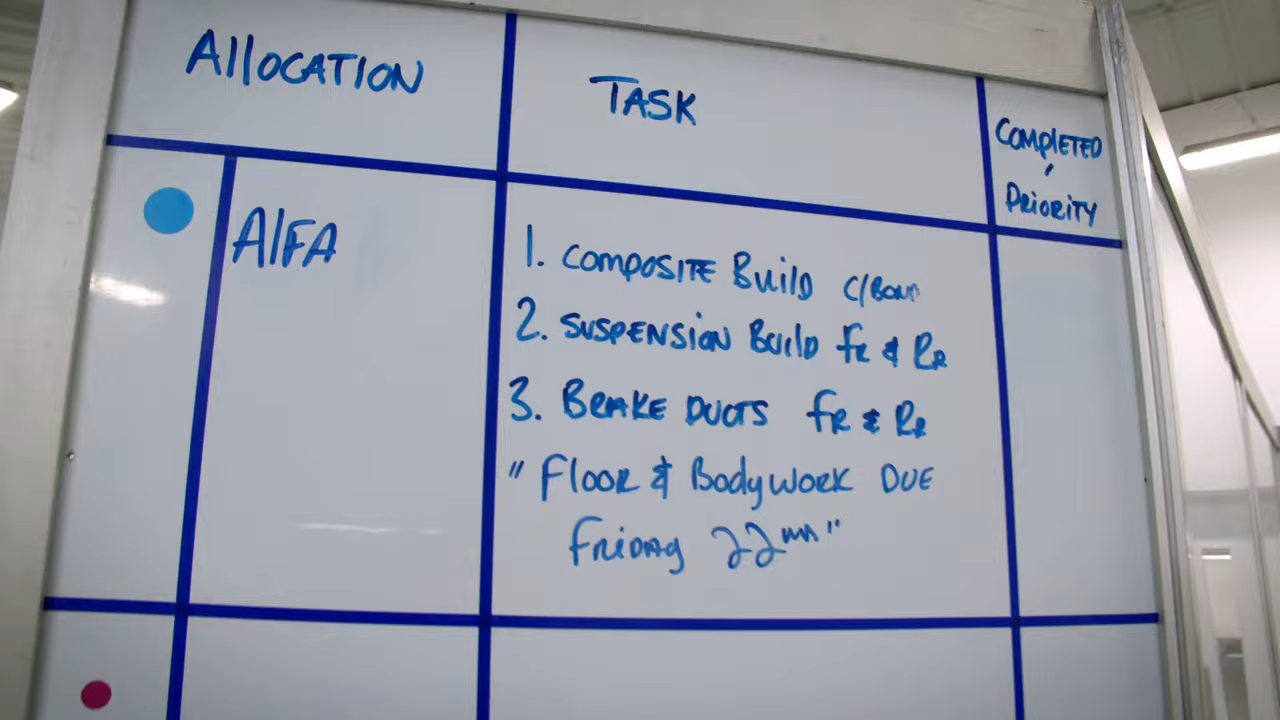 AllOCATION
TASK
COMPLETED
PRIORITY
AlFA
1. COMPOSITE BUILD C/BOND
2. SUSPENSION BUILD FR & RR
3. BRAKE DUCTS FR & RR
"FLOOR & BODYWORK DUE
FRIDAY 22ND"